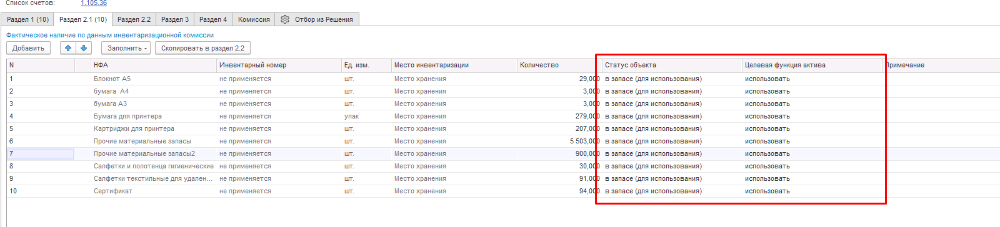 Список счетов: 1.105.36
Раздел 1 (10) Раздел 2.1 (10) Раздел 2.2 Раздел 3 Раздел 4 Комиссия Отбор из Решения
Фактическое наличие по данным инвентаризационной комиссии
Добавить Заполнить Скопировать в раздел 2.2
N НФА Инвентарный номер Ед. изм. Место инвентаризации Количество Статус объекта Целевая функция актива Примечание
1 Блокнот А5 не применяется шт. Место хранения 29,000 в запасе (для использования) использовать
2 бумага А4 не применяется шт. Место хранения 3,000 в запасе (для использования) использовать
3 бумага А3 не применяется шт. Место хранения 3,000 в запасе (для использования) использовать
4 Бумага для принтера не применяется упак Место хранения 279,000 в запасе (для использования) использовать
5 Картриджи для принтера не применяется шт. Место хранения 207,000 в запасе (для использования) использовать
6 Прочие материальные запасы не применяется шт. Место хранения 5 503,000 в запасе (для использования) использовать
7 Прочие материальные запасы2 не применяется шт. Место хранения 900,000 в запасе (для использования) использовать
8 Салфетки и полотенца гигиенические не применяется шт. Место хранения 30,000 в запасе (для использования) использовать
9 Салфетки текстильные для удален... не применяется шт. Место хранения 91,000 в запасе (для использования) использовать
10 Сертификат не применяется шт. Место хранения 94,000 в запасе (для использования) использовать